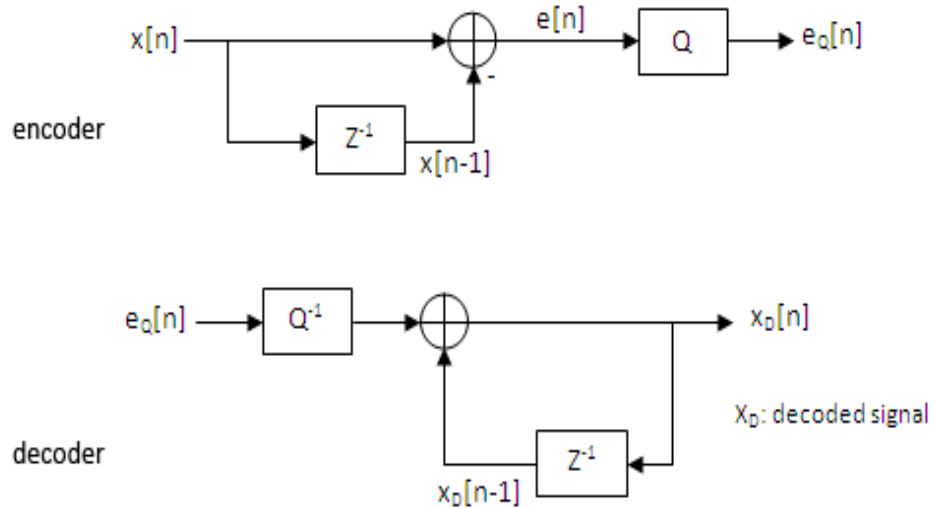 x[n]
e[n]
Q
eQ[n]
-
encoder
Z-1
x[n-1]
eQ[n]
Q-1
xD[n]
XD: decoded signal
decoder
Z-1
xD[n-1]